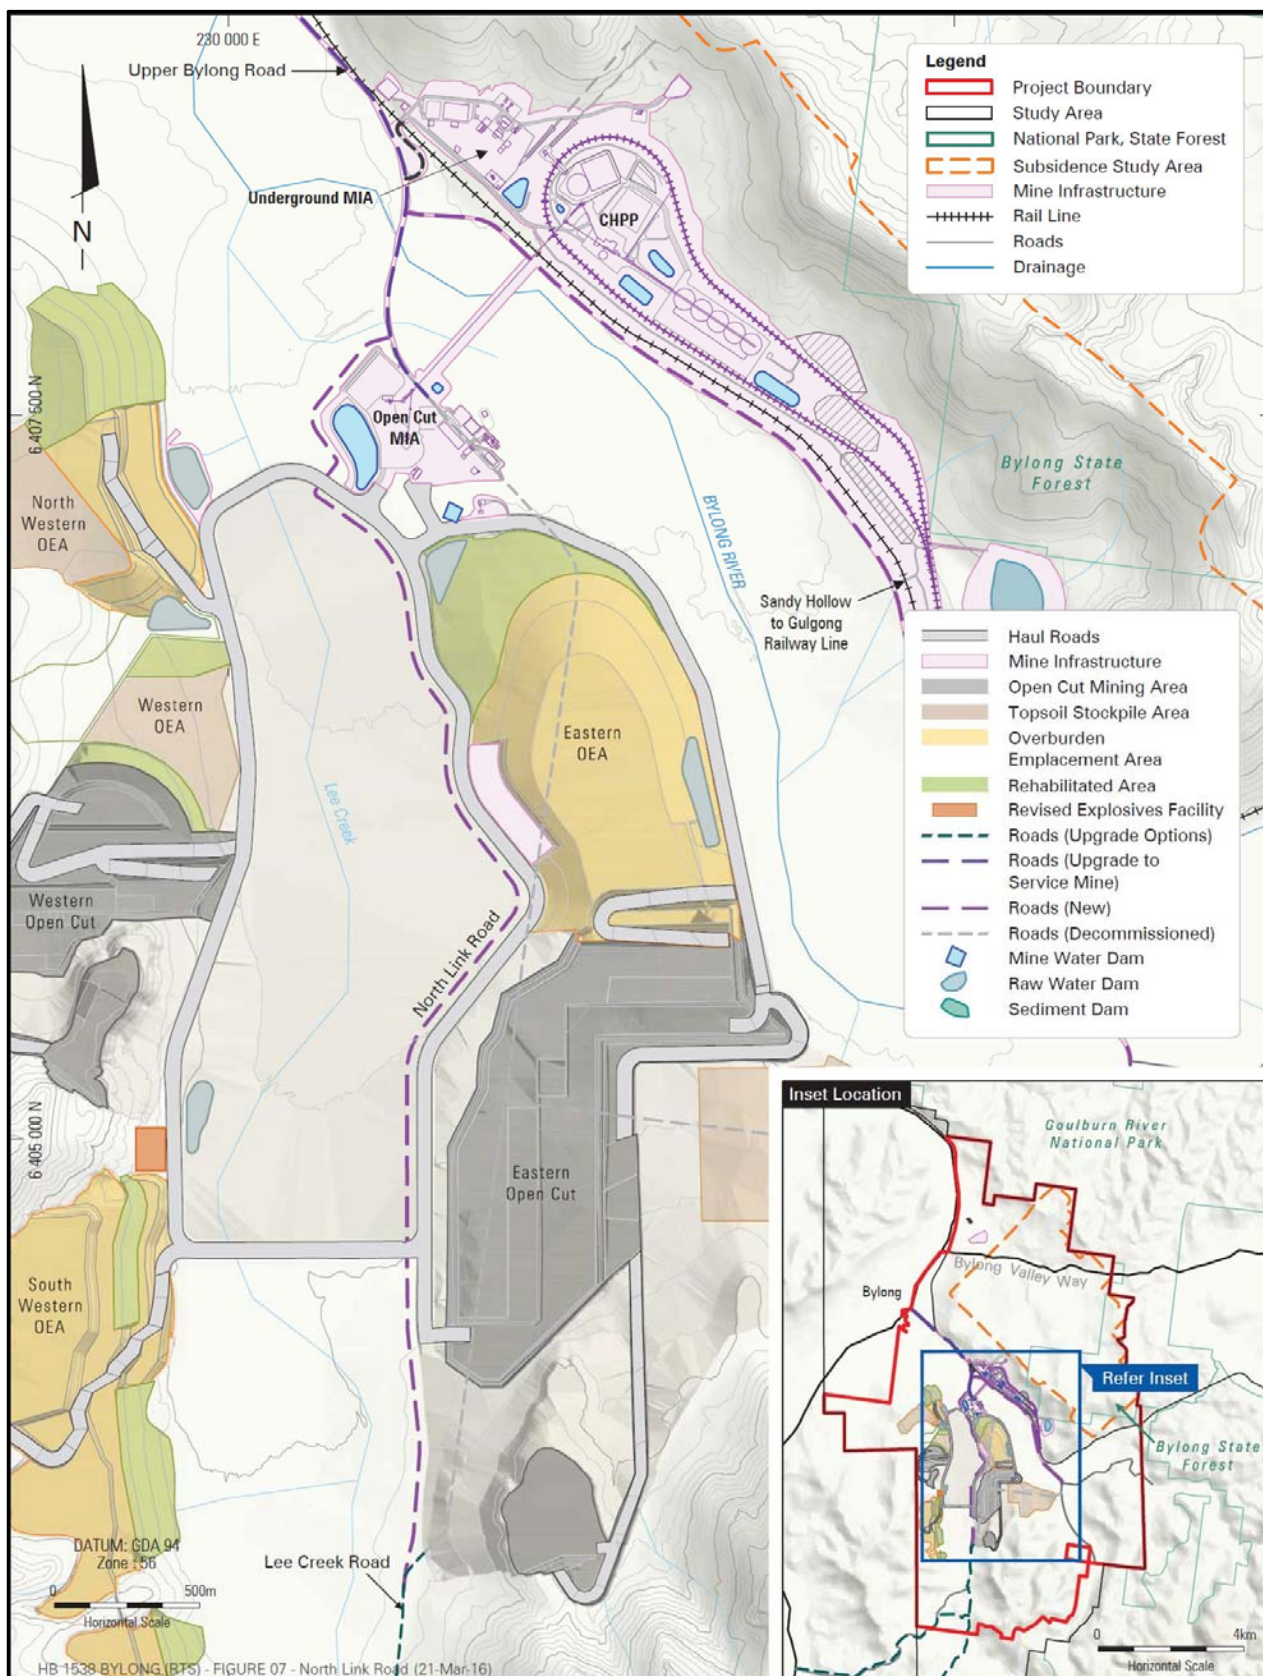 230 000 E
Upper Bylong Road
N
Underground MIA
CHPP
Open Cut
MIA
6 407 500 N
North
Western
OEA
Western
OEA
Western
Open Cut
Lee Creek
BYLONG RIVER
Bylong State
Forest
Sandy Hollow
to Gulgong
Railway Line
Eastern
OEA
North Link Road
6 405 000 N
Eastern
Open Cut
South
Western
OEA
Lee Creek Road
DATUM: GDA 94
Zone : 56
0 500m
Horizontal Scale
HB 1538 BYLONG (RTS) - FIGURE 07 - North Link Road (21-Mar-16)
Legend
Project Boundary
Study Area
National Park, State Forest
Subsidence Study Area
Mine Infrastructure
Rail Line
Roads
Drainage
Haul Roads
Mine Infrastructure
Open Cut Mining Area
Topsoil Stockpile Area
Overburden
Emplacement Area
Rehabilitated Area
Revised Explosives Facility
Roads (Upgrade Options)
Roads (Upgrade to
Service Mine)
Roads (New)
Roads (Decommissioned)
Mine Water Dam
Raw Water Dam
Sediment Dam
Inset Location
Goulburn River
National Park
Bylong Valley Way
Bylong
Refer Inset
Bylong State
Forest
0 4km
Horizontal Scale